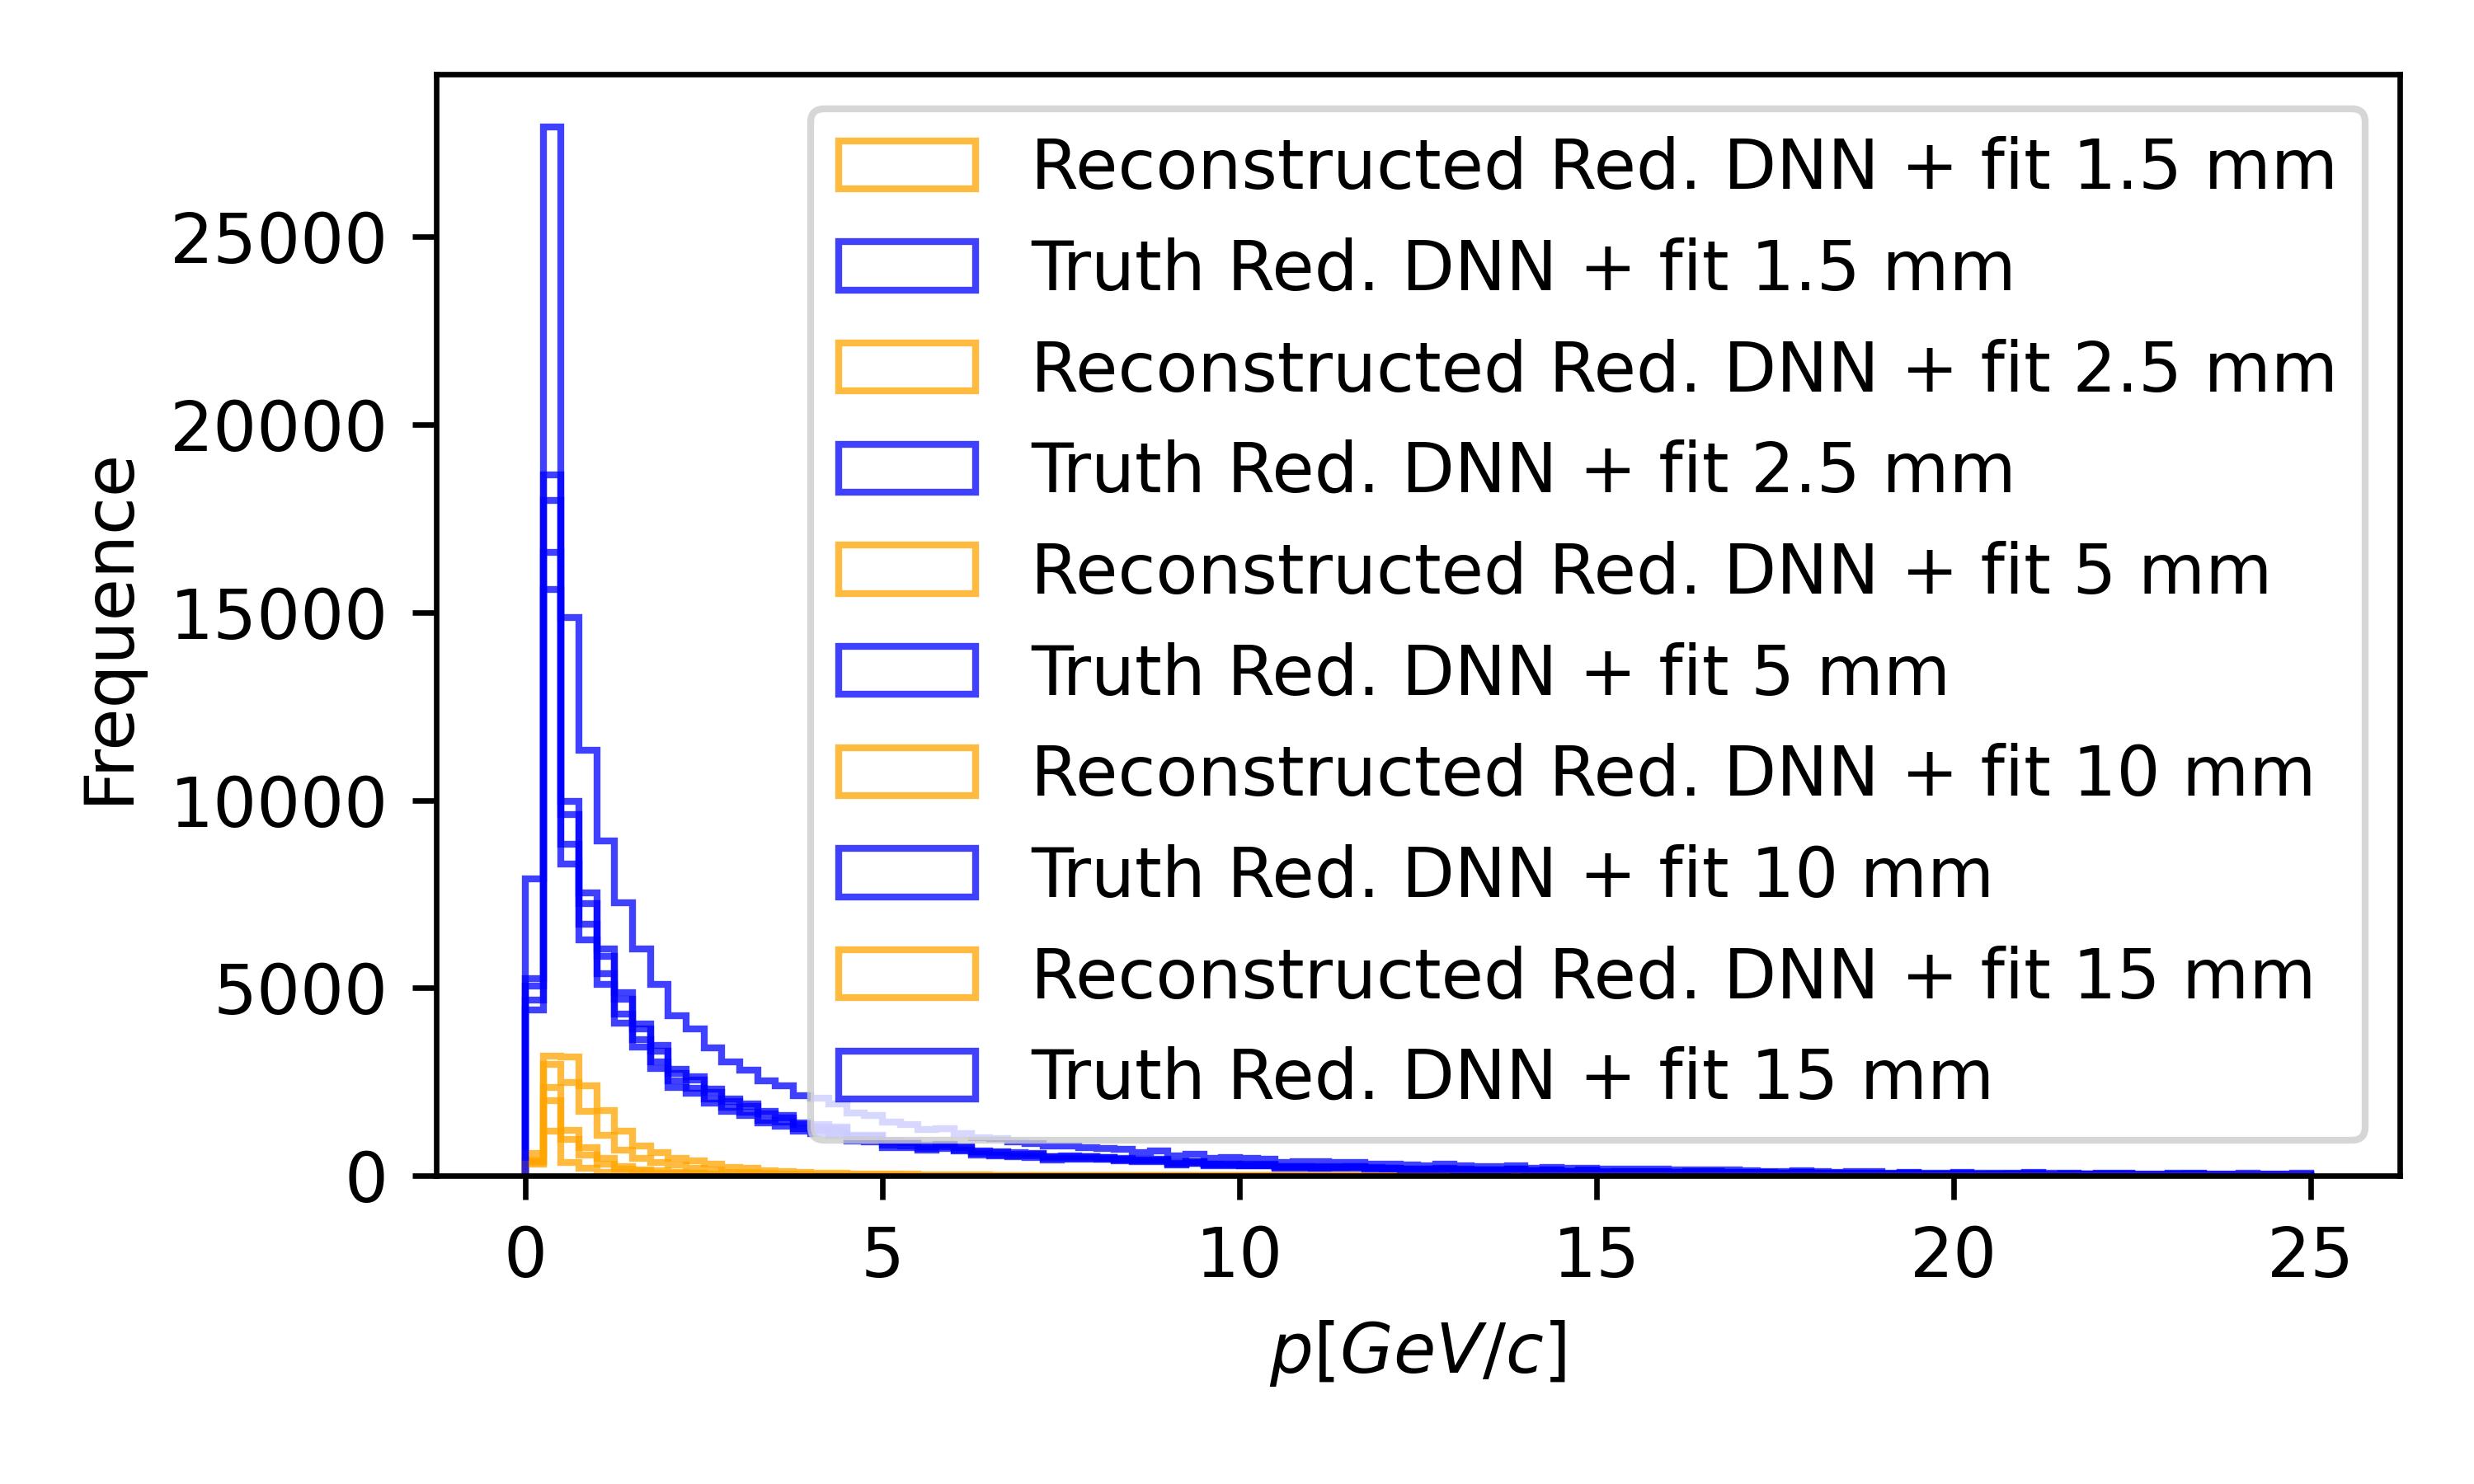 Reconstructed Red. DNN + fit 1.5 mm
Truth Red. DNN + fit 1.5 mm
Reconstructed Red. DNN + fit 2.5 mm
Truth Red. DNN + fit 2.5 mm
Reconstructed Red. DNN + fit 5 mm
Truth Red. DNN + fit 5 mm
Reconstructed Red. DNN + fit 10 mm
Truth Red. DNN + fit 10 mm
Reconstructed Red. DNN + fit 15 mm
Truth Red. DNN + fit 15 mm
Frequence
25000
20000
15000
10000
5000
0
0 5 10 15 20 25
p[GeV/c]